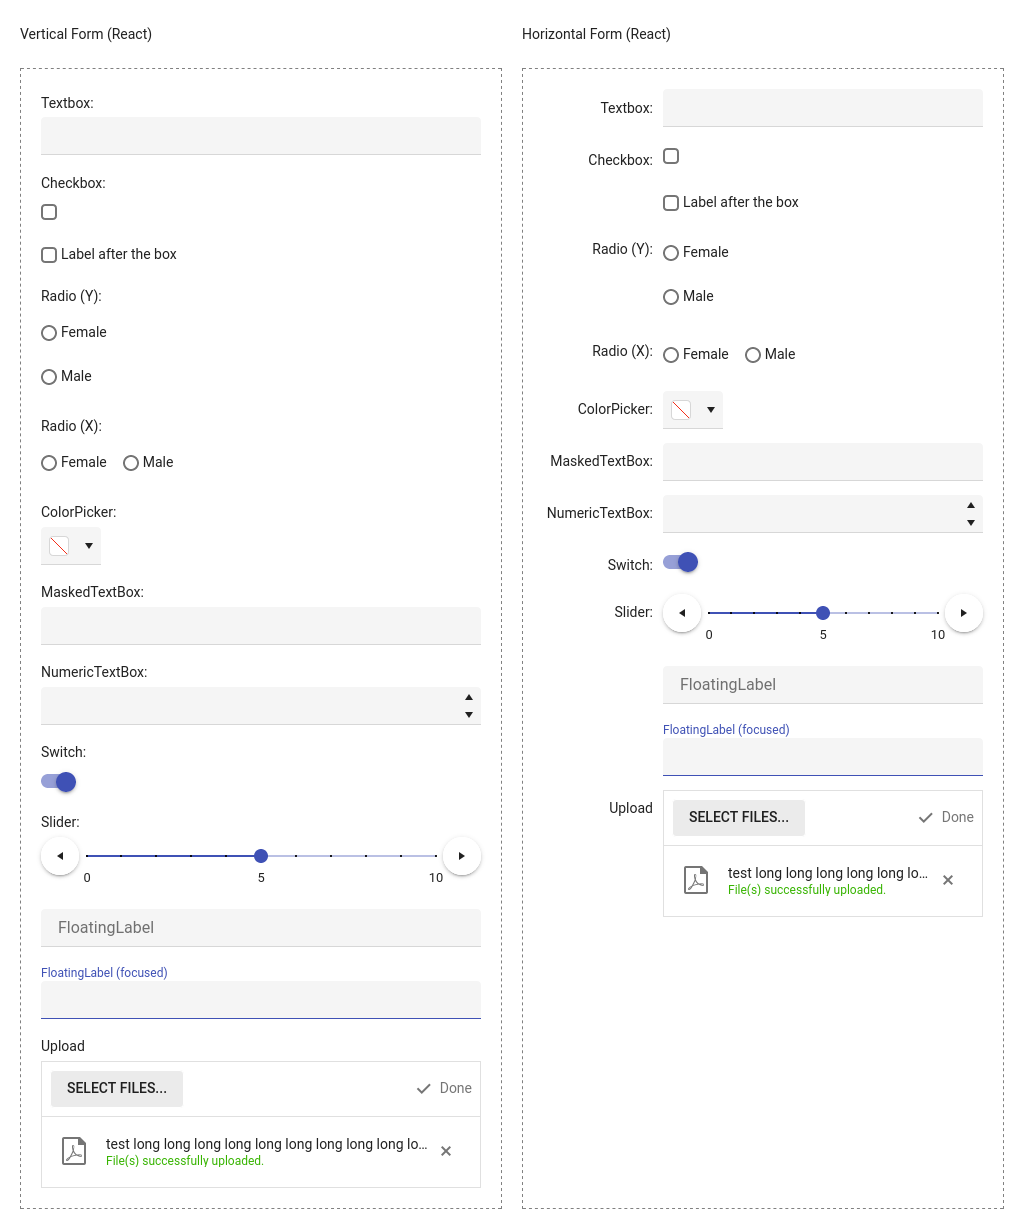 Vertical Form (React)
Textbox:
Checkbox:
Label after the box
Radio (Y):
Female
Male
Radio (X):
Female Male
ColorPicker:
MaskedTextBox:
NumericTextBox:
Switch:
Slider:
0 5 10
FloatingLabel
FloatingLabel (focused)
Upload
SELECT FILES... Done
test long long long long long long long long long lo...
File(s) successfully uploaded.
Horizontal Form (React)
Textbox:
Checkbox:
Label after the box
Radio (Y): Female
Male
Radio (X): Female Male
ColorPicker:
MaskedTextBox:
NumericTextBox:
Switch:
Slider:
0 5 10
FloatingLabel
FloatingLabel (focused)
Upload SELECT FILES... Done
test long long long long long lo...
File(s) successfully uploaded.